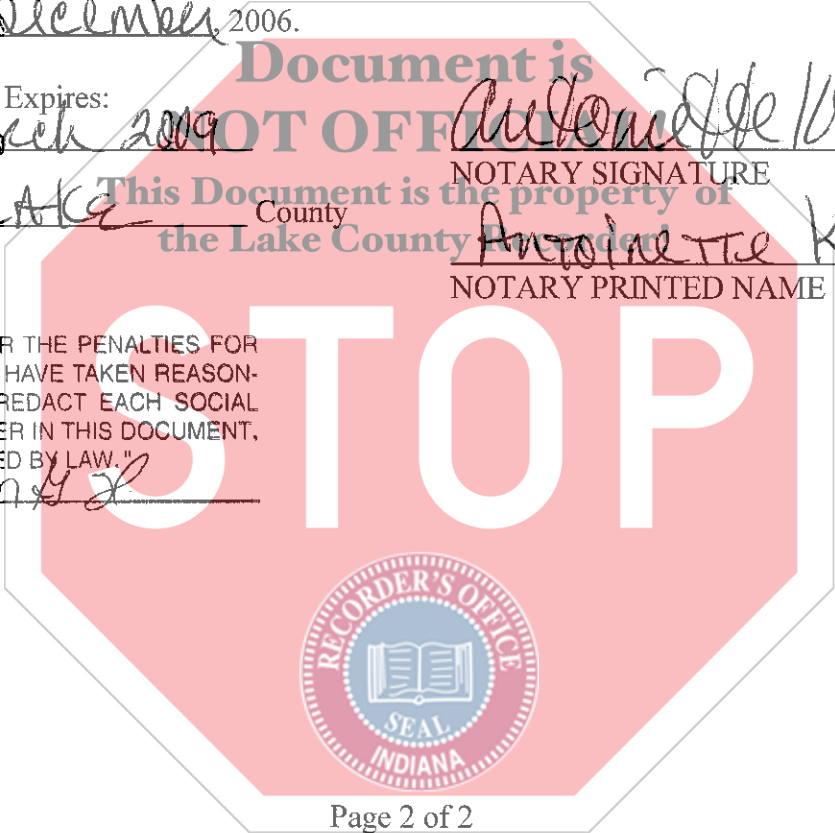 December, 2006.
Document is
Expires:
NOT OFFICIAL!
2009
NOTARY SIGNATURE
This Document is the property of
LAKE County
the Lake County Recorder!
Antoinette K
NOTARY PRINTED NAME
R THE PENALTIES FOR
HAVE TAKEN REASON-
REDACT EACH SOCIAL
ER IN THIS DOCUMENT,
ED BY LAW."
STOP
RECORDER'S OFFICE
SEAL
INDIANA
Page 2 of 2